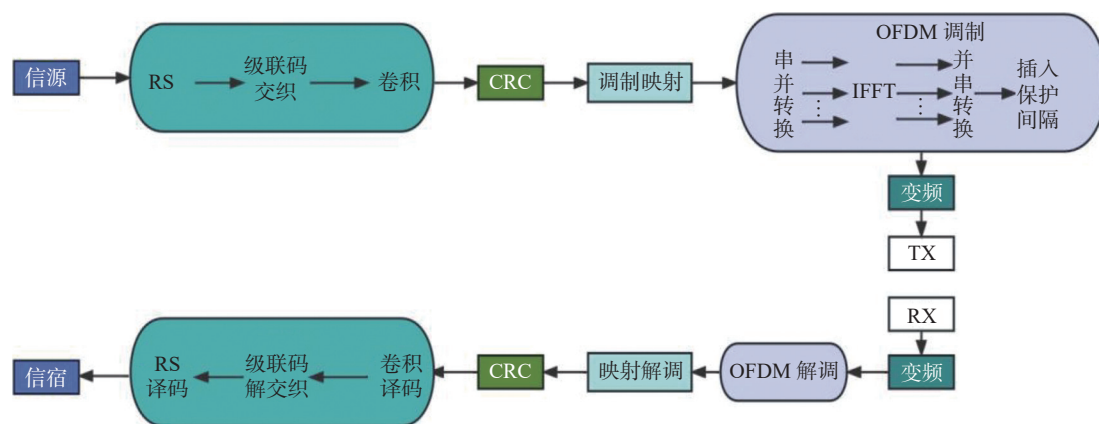 OFDM 调制
信源
RS
级联码
交织
卷积
CRC
调制映射
串并转换
⋮
IFFT
⋮
并串转换
插入
保护
间隔
变频
TX
RX
变频
OFDM 解调
映射解调
CRC
卷积
译码
级联码
解交织
RS
译码
信宿